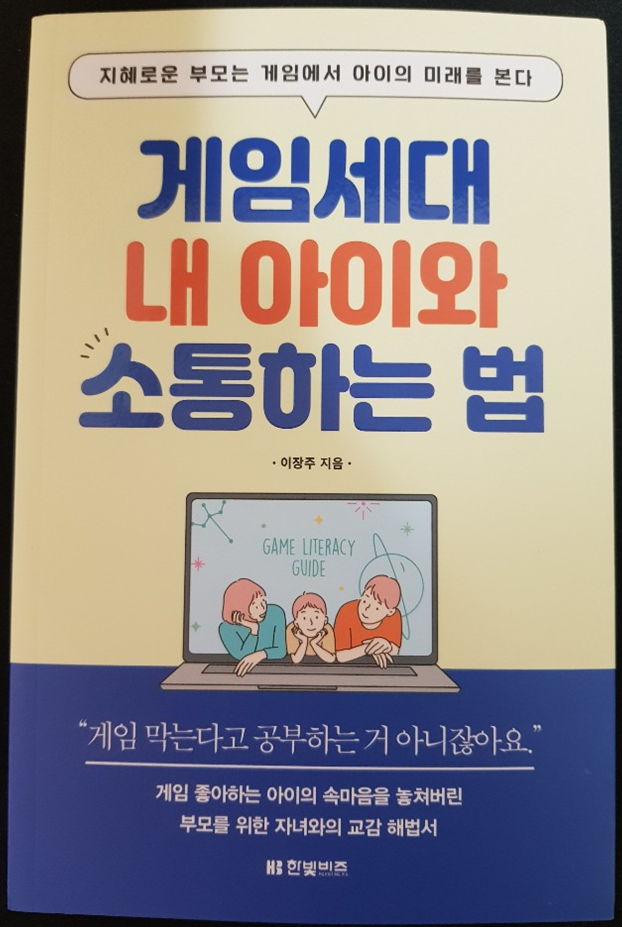 지혜로운 부모는 게임에서 아이의 미래를 본다
게임세대
내 아이와
소통하는 법
· 이장주 지음 ·
GAME LITERACY
GUIDE
“게임 막는다고 공부하는 거 아니잖아요.”
게임 좋아하는 아이의 속마음을 놓쳐버린
부모를 위한 자녀와의 교감 해법서
HB 한빛비즈